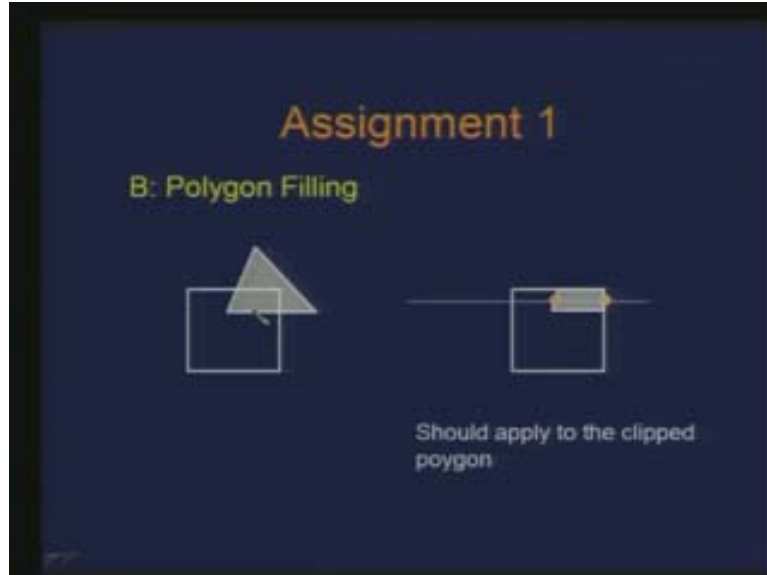 Assignment 1
B: Polygon Filling
Should apply to the clipped
poygon